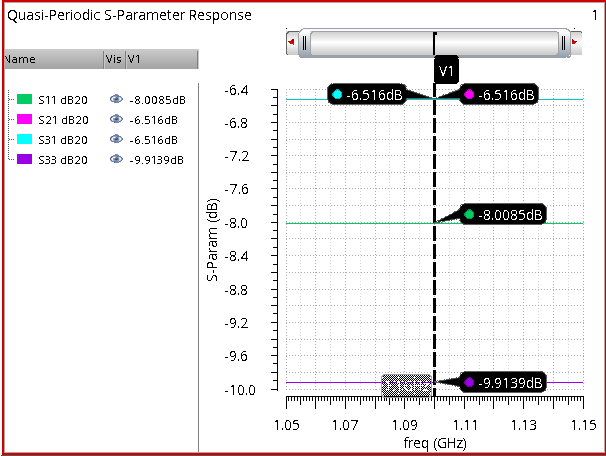 Quasi-Periodic S-Parameter Response 1
Name Vis V1
S11 dB20 -8.0085dB
S21 dB20 -6.516dB
S31 dB20 -6.516dB
S33 dB20 -9.9139dB
V1
-6.516dB -6.516dB
-8.0085dB
-9.9139dB
S-Param (dB)
-6.4
-6.8
-7.2
-7.6
-8.0
-8.4
-8.8
-9.2
-9.6
-10.0
1.05 1.07 1.09 1.11 1.13 1.15
freq (GHz)